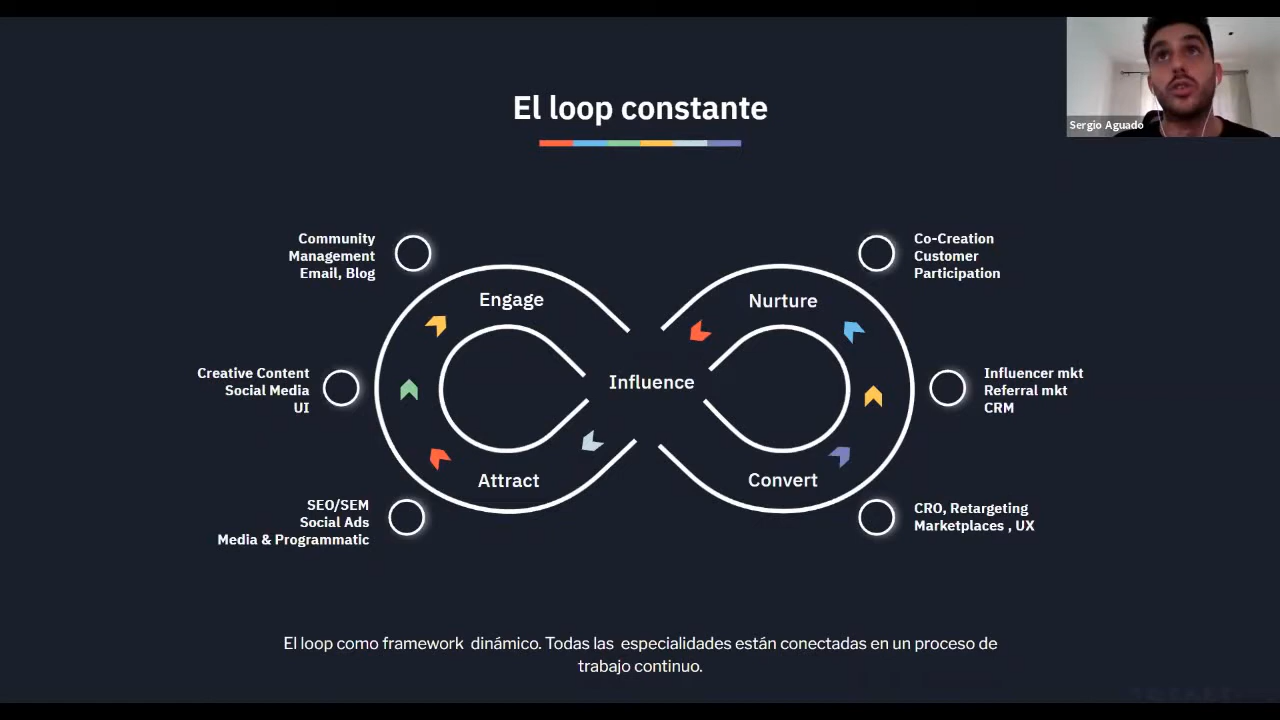 El loop constante
Sergio Aguado
Community
Management
Email, Blog
Co-Creation
Customer
Participation
Engage
Nurture
Creative Content
Social Media
UI
Influence
Influencer mkt
Referral mkt
CRM
Attract
Convert
SEO/SEM
Social Ads
Media & Programmatic
CRO, Retargeting
Marketplaces , UX
El loop como framework dinámico. Todas las especialidades están conectadas en un proceso de
trabajo continuo.